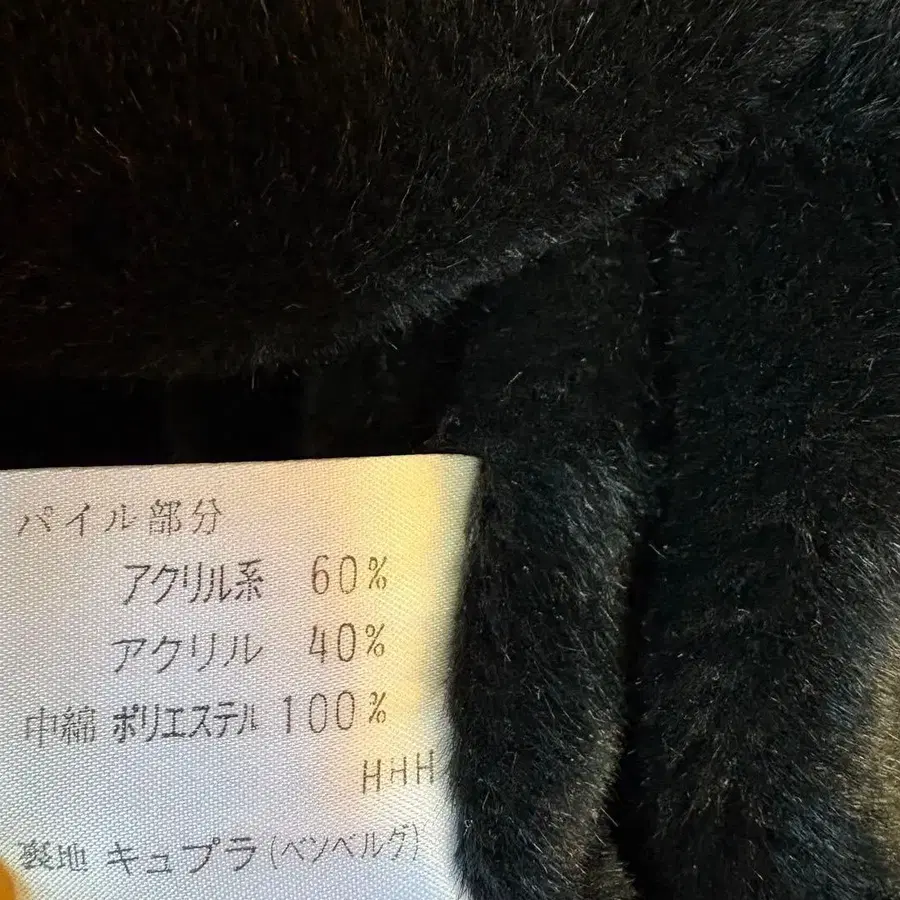 パイル部分
アクリル系 60%
アクリル 40%
中綿 ポリエステル 100%
HHH
裏地 キュプラ(ベンベルグ)